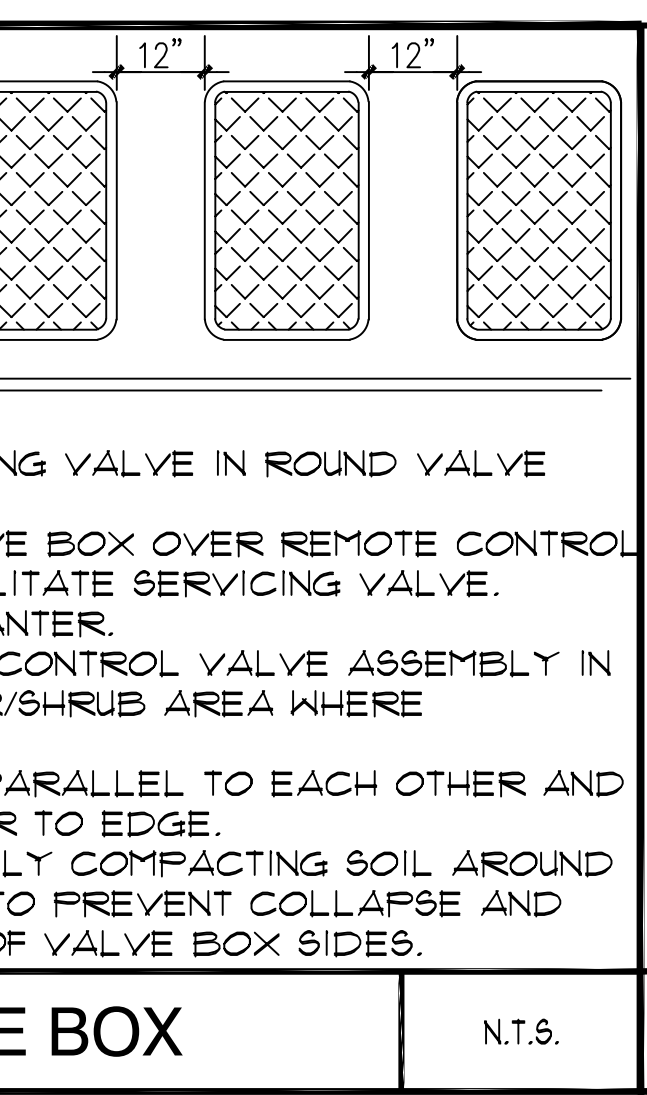 12" 12"
NG VALVE IN ROUND VALVE
VE BOX OVER REMOTE CONTROL
LITATE SERVICING VALVE.
ANTER.
CONTROL VALVE ASSEMBLY IN
R/SHRUB AREA WHERE
PARALLEL TO EACH OTHER AND
R TO EDGE.
LY COMPACTING SOIL AROUND
TO PREVENT COLLAPSE AND
OF VALVE BOX SIDES.
E BOX
N.T.S.